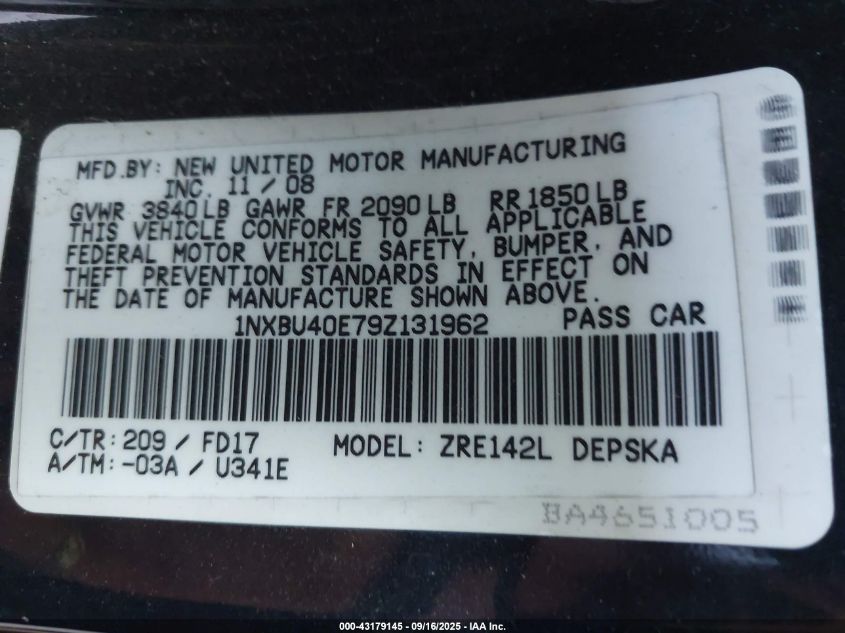 MFD.BY: NEW UNITED MOTOR MANUFACTURING
INC. 11 / 08
GVWR 3840 LB GAWR FR 2090 LB RR 1850 LB
THIS VEHICLE CONFORMS TO ALL APPLICABLE
FEDERAL MOTOR VEHICLE SAFETY, BUMPER, AND
THEFT PREVENTION STANDARDS IN EFFECT ON
THE DATE OF MANUFACTURE SHOWN ABOVE.
1NXBU40E79Z131962 PASS CAR
C/TR: 209 / FD17 MODEL: ZRE142L DEPSKA
A/TM: -03A / U341E
BA4651005
000-43179145 - 09/16/2025 - IAA Inc.